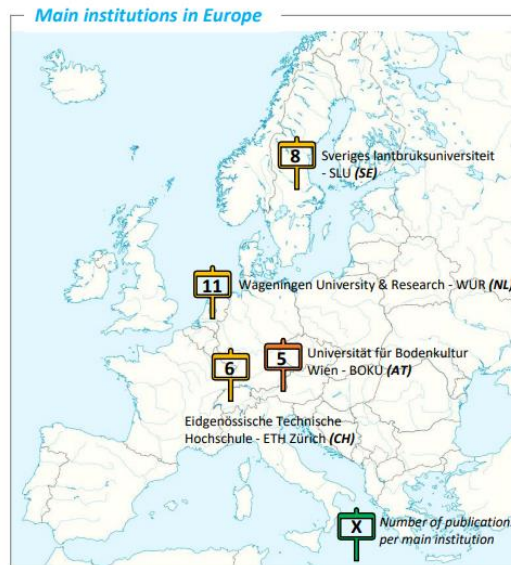 Main institutions in Europe
8
Sveriges lantbruksuniversiteit
- SLU (SE)
11
Wageningen University & Research - WUR (NL)
5
Universität für Bodenkultur
Wien - BOKU (AT)
6
Eidgenössische Technische
Hochschule - ETH Zürich (CH)
X
Number of publication
per main institution